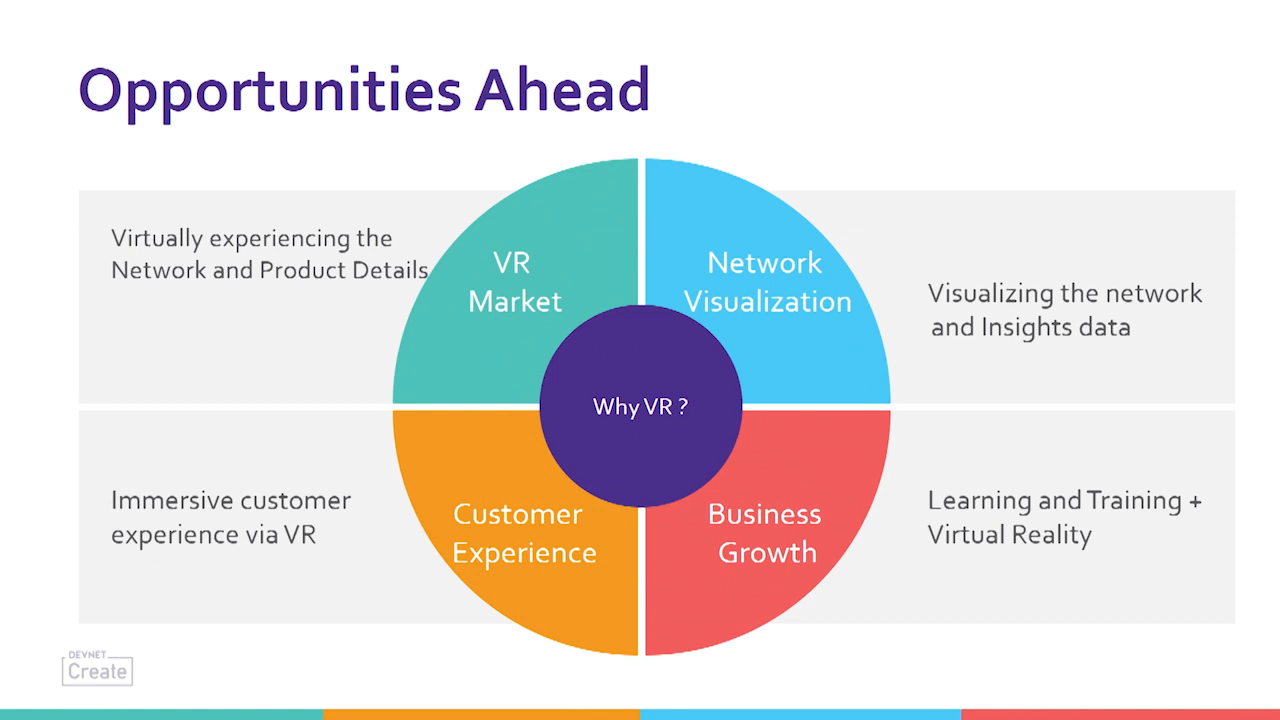 Opportunities Ahead
Virtually experiencing the
Network and Product Details
VR
Market
Network
Visualization
Visualizing the network
and Insights data
Why VR ?
Immersive customer
experience via VR
Customer
Experience
Business
Growth
Learning and Training +
Virtual Reality
DEVNET
Create